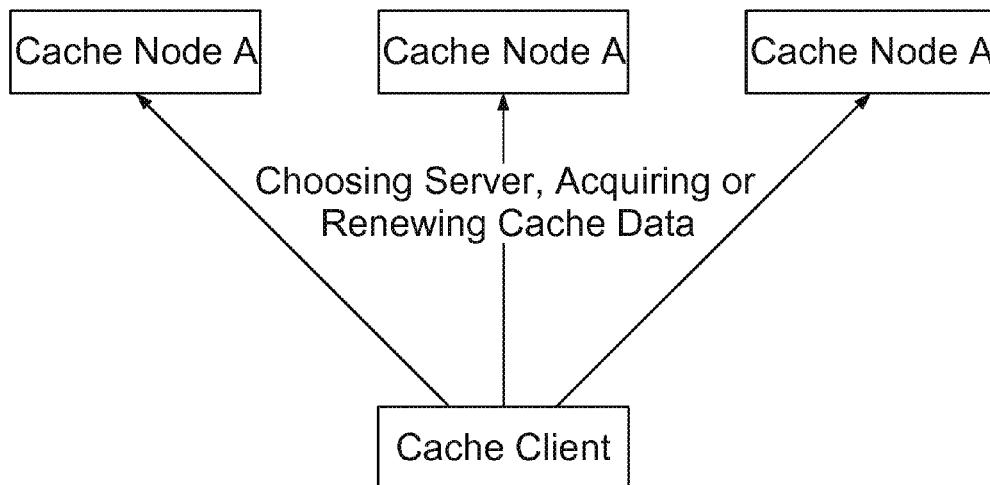 Cache Node A
Cache Node A
Cache Node A
Choosing Server, Acquiring or
Renewing Cache Data
Cache Client